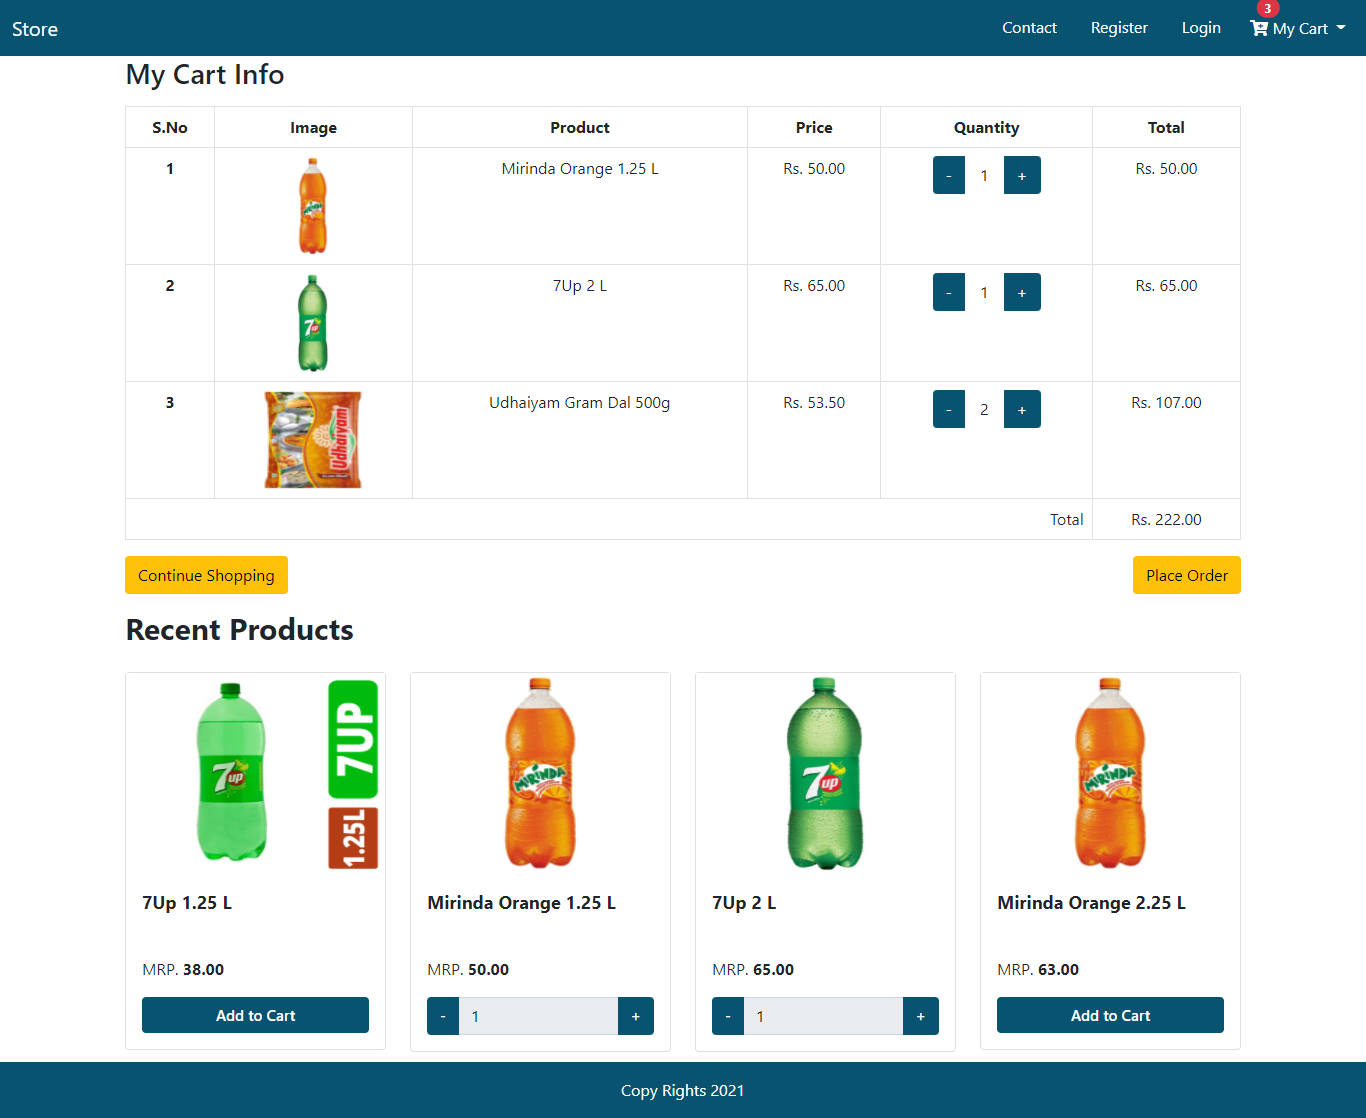 Store Contact Register Login 3 My Cart
My Cart Info
S.No Image Product Price Quantity Total
1 MIRINDA Mirinda Orange 1.25 L Rs. 50.00 - 1 + Rs. 50.00
2 7up 7Up 2 L Rs. 65.00 - 1 + Rs. 65.00
3 Udhaiyam Udhaiyam Gram Dal 500g Rs. 53.50 - 2 + Rs. 107.00
Total Rs. 222.00
Continue Shopping Place Order
Recent Products
7up 7UP 1.25L MIRINDA 7up MIRINDA
7Up 1.25 L Mirinda Orange 1.25 L 7Up 2 L Mirinda Orange 2.25 L
MRP. 38.00 MRP. 50.00 MRP. 65.00 MRP. 63.00
Add to Cart - 1 + - 1 + Add to Cart
Copy Rights 2021